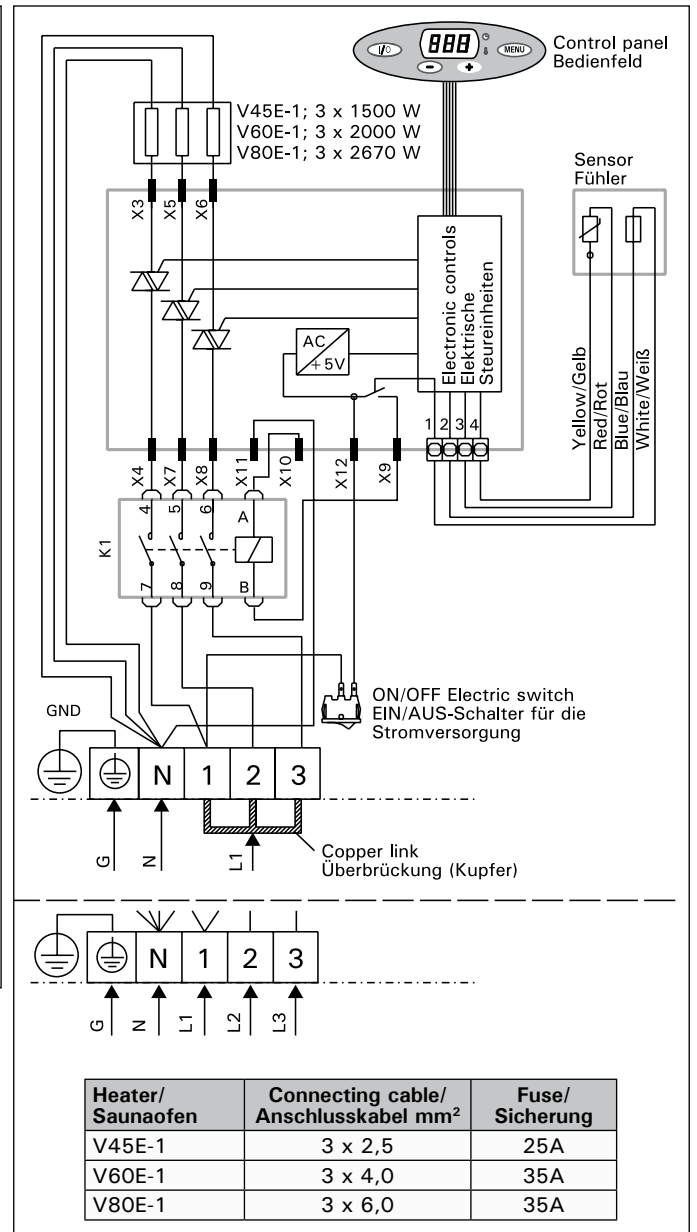 I/O
888
MENU
Control panel
Bedienfeld
V45E-1; 3 x 1500 W
V60E-1; 3 x 2000 W
V80E-1; 3 x 2670 W
Sensor
Fühler
X3
X5
X6
Electronic controls
Elektrische
Steureinheiten
AC
+5V
Yellow/Gelb
Red/Rot
Blue/Blau
White/Weiß
1 2 3 4
X4
X7
X8
X11
X10
X12
X9
4 5 6 A
K1
7 8 9 B
ON/OFF Electric switch
EIN/AUS-Schalter für die
Stromversorgung
GND
N 1 2 3
G
N
L1
Copper link
Überbrückung (Kupfer)
N 1 2 3
G
N
L1
L2
L3
Heater/ Connecting cable/ Fuse/
Saunaofen Anschlusskabel mm² Sicherung
V45E-1 3 x 2,5 25A
V60E-1 3 x 4,0 35A
V80E-1 3 x 6,0 35A